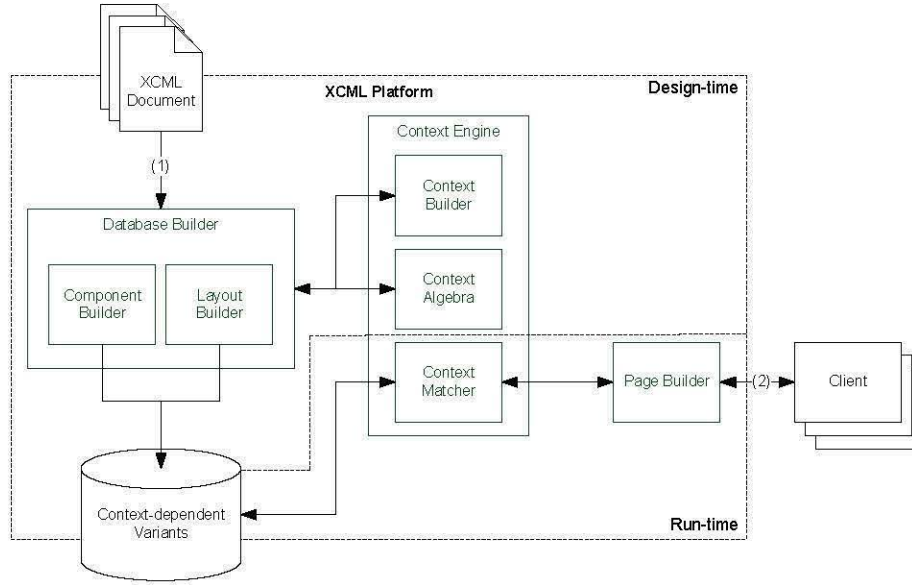 XCML
Document
XCML Platform
Design-time
(1)
Context Engine
Context
Builder
Database Builder
Component
Builder
Layout
Builder
Context
Algebra
Context
Matcher
Page Builder
(2)
Client
Context-dependent
Variants
Run-time